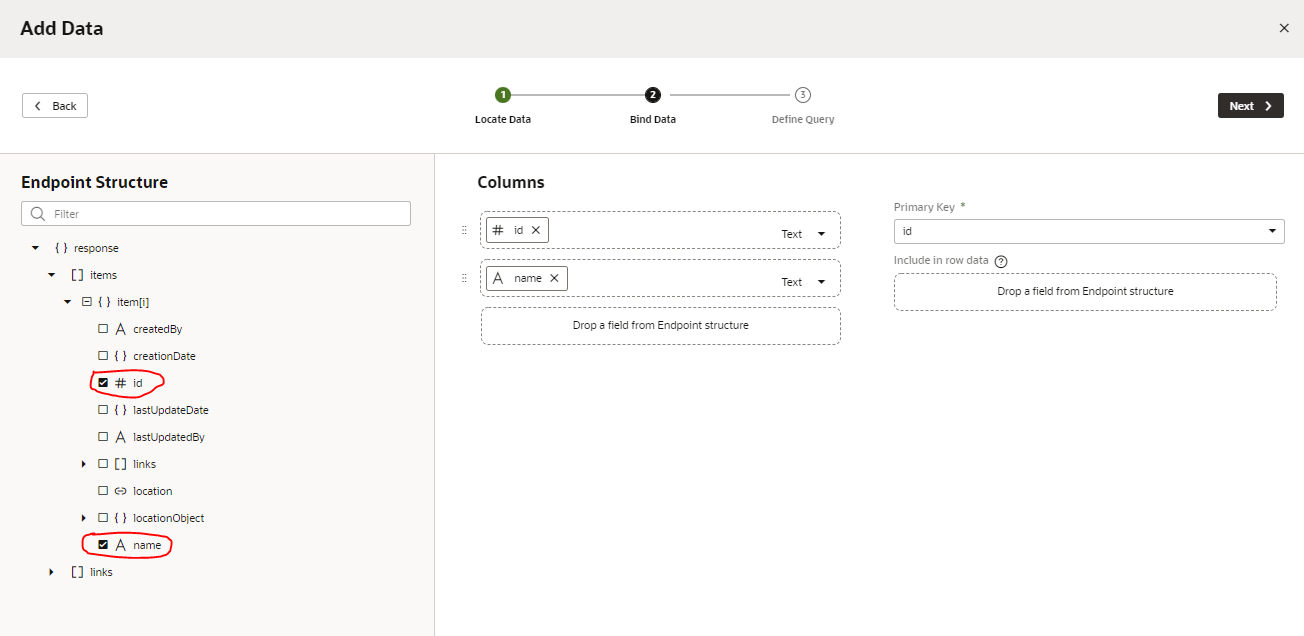 Add Data
Back
1
2
3
Locate Data
Bind Data
Define Query
Next
Endpoint Structure
Filter
{ } response
[ ] items
{ } item[i]
A createdBy
{ } creationDate
# id
{ } lastUpdateDate
A lastUpdatedBy
[ ] links
location
{ } locationObject
A name
[ ] links
Columns
# id ×
Text
A name ×
Text
Drop a field from Endpoint structure
Primary Key *
id
Include in row data ?
Drop a field from Endpoint structure